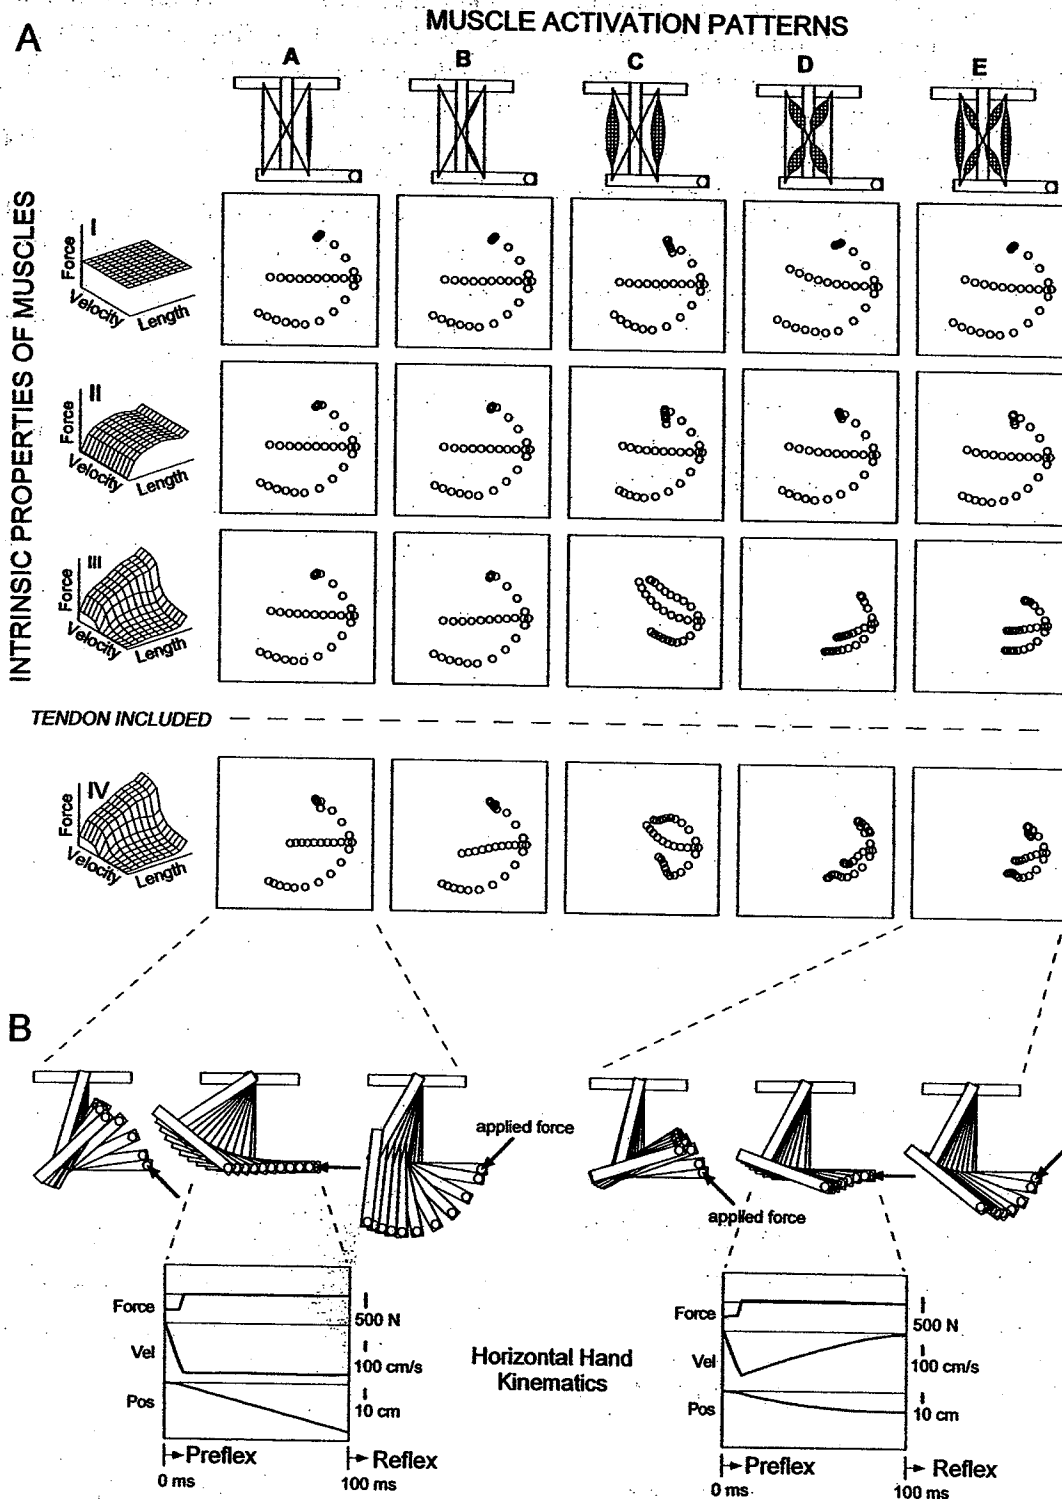 MUSCLE ACTIVATION PATTERNS
A
A B C D E
INTRINSIC PROPERTIES OF MUSCLES
I
Force
Velocity
Length
II
Force
Velocity
Length
III
Force
Velocity
Length
TENDON INCLUDED
IV
Force
Velocity
Length
B
applied force
applied force
Force
500 N
Vel
100 cm/s
Pos
10 cm
Preflex
Reflex
0 ms
100 ms
Horizontal Hand
Kinematics
Force
500 N
Vel
100 cm/s
Pos
10 cm
Preflex
Reflex
0 ms
100 ms